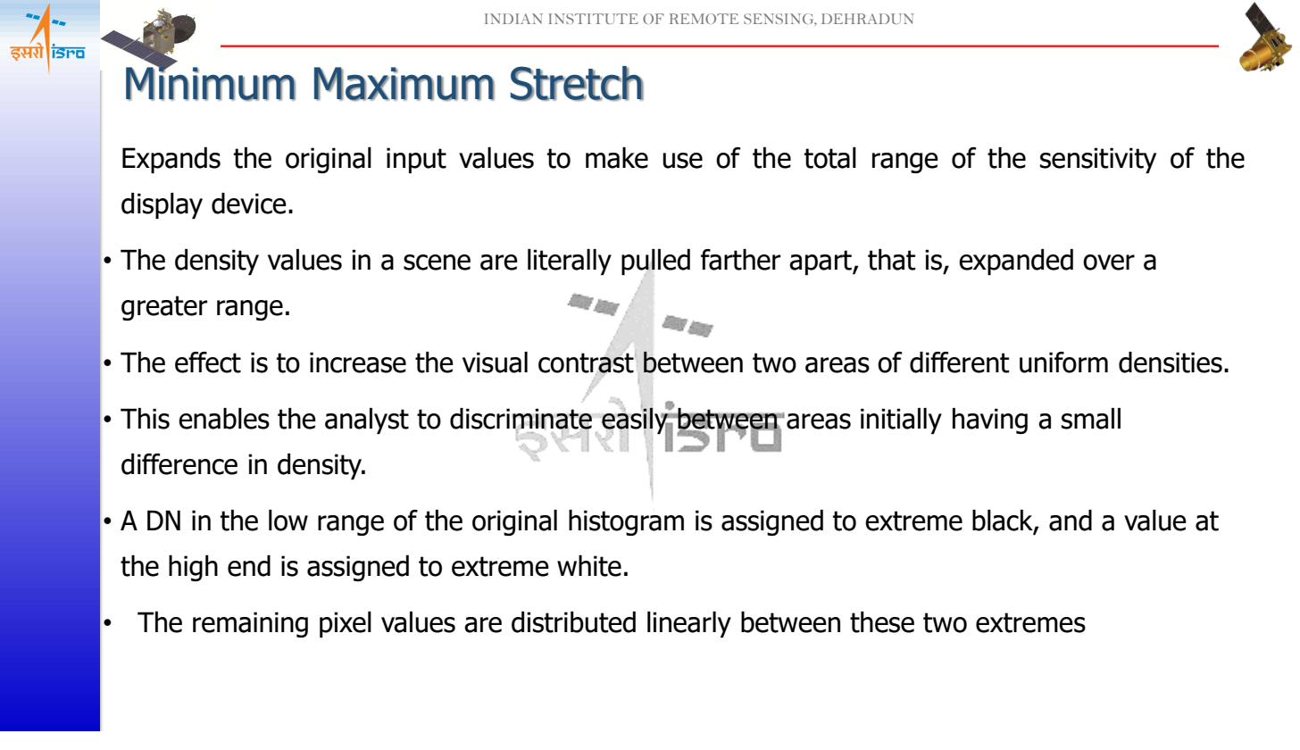 INDIAN INSTITUTE OF REMOTE SENSING, DEHRADUN
इसरो isro
Minimum Maximum Stretch
Expands the original input values to make use of the total range of the sensitivity of the
display device.
• The density values in a scene are literally pulled farther apart, that is, expanded over a
greater range.
• The effect is to increase the visual contrast between two areas of different uniform densities.
• This enables the analyst to discriminate easily between areas initially having a small
difference in density.
इसरो isro
• A DN in the low range of the original histogram is assigned to extreme black, and a value at
the high end is assigned to extreme white.
• The remaining pixel values are distributed linearly between these two extremes